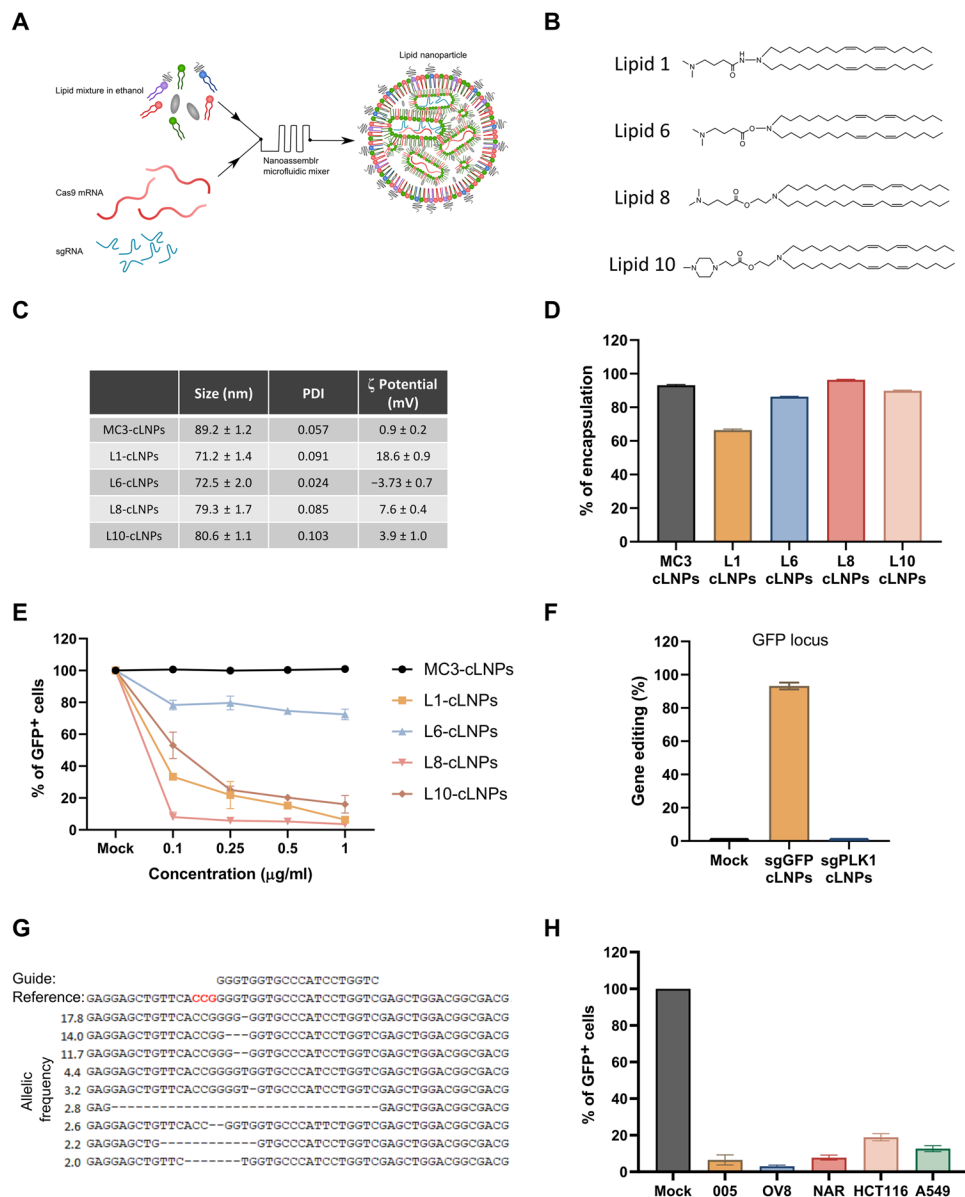 A
Lipid mixture in ethanol
Cas9 mRNA
sgRNA
Nanoassemblr
microfluidic mixer
Lipid nanoparticle
B
Lipid 1
N
O
H
N
N
Lipid 6
N
O
O
N
Lipid 8
N
O
O
N
Lipid 10
N
N
O
O
N
C
Size (nm) PDI ζ Potential
(mV)
MC3-cLNPs 89.2 ± 1.2 0.057 0.9 ± 0.2
L1-cLNPs 71.2 ± 1.4 0.091 18.6 ± 0.9
L6-cLNPs 72.5 ± 2.0 0.024 −3.73 ± 0.7
L8-cLNPs 79.3 ± 1.7 0.085 7.6 ± 0.4
L10-cLNPs 80.6 ± 1.1 0.103 3.9 ± 1.0
D
% of encapsulation
120
100
80
60
40
20
0
MC3 L1 L6 L8 L10
cLNPs cLNPs cLNPs cLNPs cLNPs
E
% of GFP+ cells
120
100
80
60
40
20
0
Mock 0.1 0.25 0.5 1
Concentration (μg/ml)
MC3-cLNPs
L1-cLNPs
L6-cLNPs
L8-cLNPs
L10-cLNPs
F
GFP locus
Gene editing (%)
120
100
80
60
40
20
0
Mock sgGFP sgPLK1
cLNPs cLNPs
G
Guide: GGGTGGTGCCCATCCTGGTC
Reference: GAGGAGCTGTTCACCGGGGTGGTGCCCATCCTGGTCGAGCTGGACGGCGACG
Allelic
frequency
17.8 GAGGAGCTGTTCACCGGGG-GGTGCCCATCCTGGTCGAGCTGGACGGCGACG
14.0 GAGGAGCTGTTCACCGG---GGTGCCCATCCTGGTCGAGCTGGACGGCGACG
11.7 GAGGAGCTGTTCACCGGG--GGTGCCCATCCTGGTCGAGCTGGACGGCGACG
4.4 GAGGAGCTGTTCACCGGGGTGGTGCCCATCCTGGTCGAGCTGGACGGCGACG
3.2 GAGGAGCTGTTCACCGGGGT-GTGCCCATCCTGGTCGAGCTGGACGGCGACG
2.8 GAG---------------------------------GAGCTGGACGGCGACG
2.6 GAGGAGCTGTTCACC--GGTGGTGCCCATTCTGGTCGAGCTGGACGGCGACG
2.2 GAGGAGCTG------------GTGCCCATCCTGGTCGAGCTGGACGGCGACG
2.0 GAGGAGCTGTTC-------TGGTGCCCATCCTGGTCGAGCTGGACGGCGACG
H
% of GFP+ cells
120
100
80
60
40
20
0
Mock 005 OV8 NAR HCT116 A549